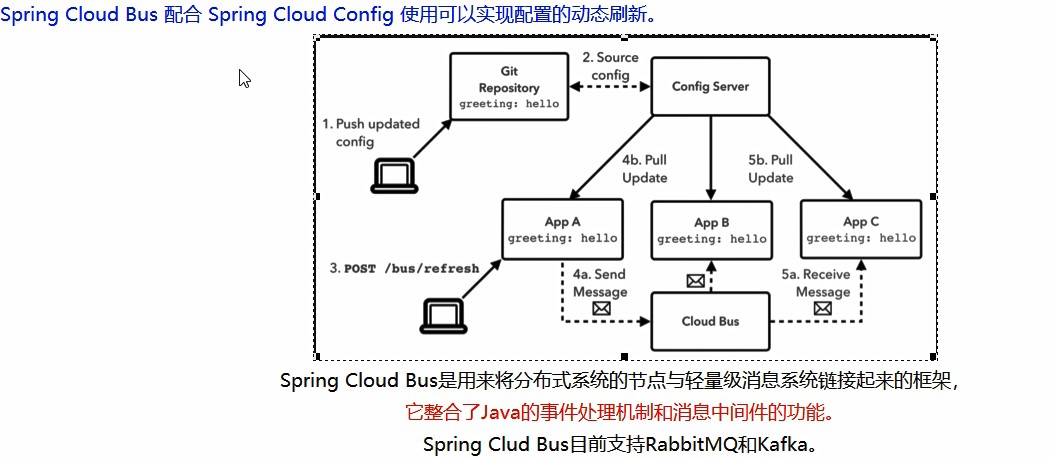 Spring Cloud Bus 配合 Spring Cloud Config 使用可以实现配置的动态刷新。
2. Source
config
Git
Repository
greeting: hello
Config Server
1. Push updated
config
4b. Pull
Update
5b. Pull
Update
App A
greeting: hello
App B
greeting: hello
App C
greeting: hello
3. POST /bus/refresh
4a. Send
Message
5a. Receive
Message
Cloud Bus
Spring Cloud Bus是用来将分布式系统的节点与轻量级消息系统链接起来的框架，
它整合了Java的事件处理机制和消息中间件的功能。
Spring Clud Bus目前支持RabbitMQ和Kafka。